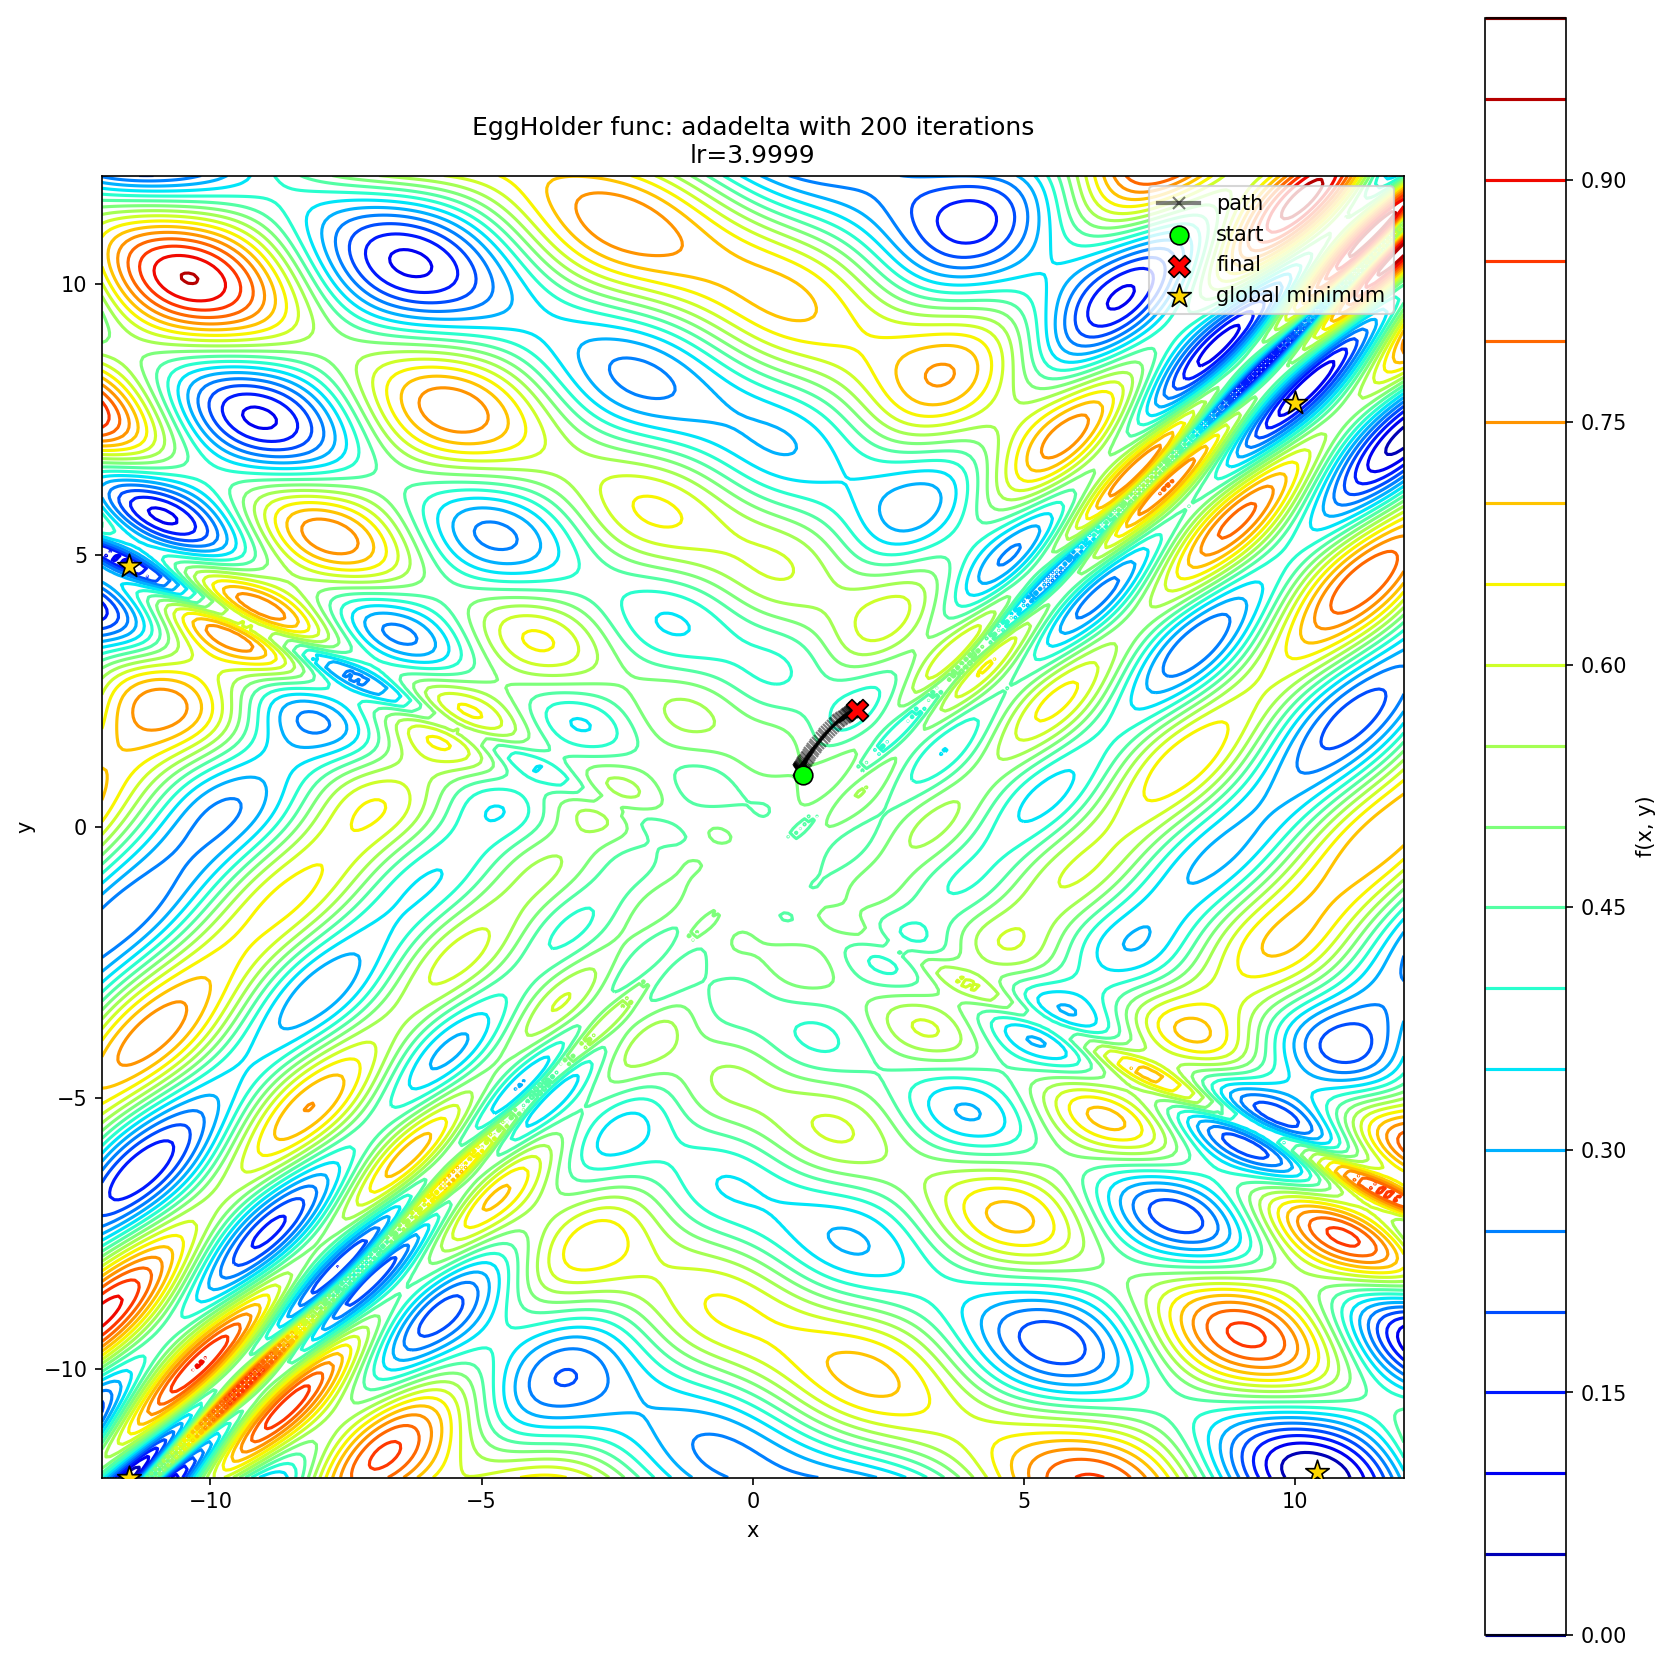 EggHolder func: adadelta with 200 iterations
lr=3.9999
path
start
final
global minimum
10
5
0
−5
−10
y
−10
−5
0
5
10
x
0.90
0.75
0.60
0.45
0.30
0.15
0.00
f(x, y)